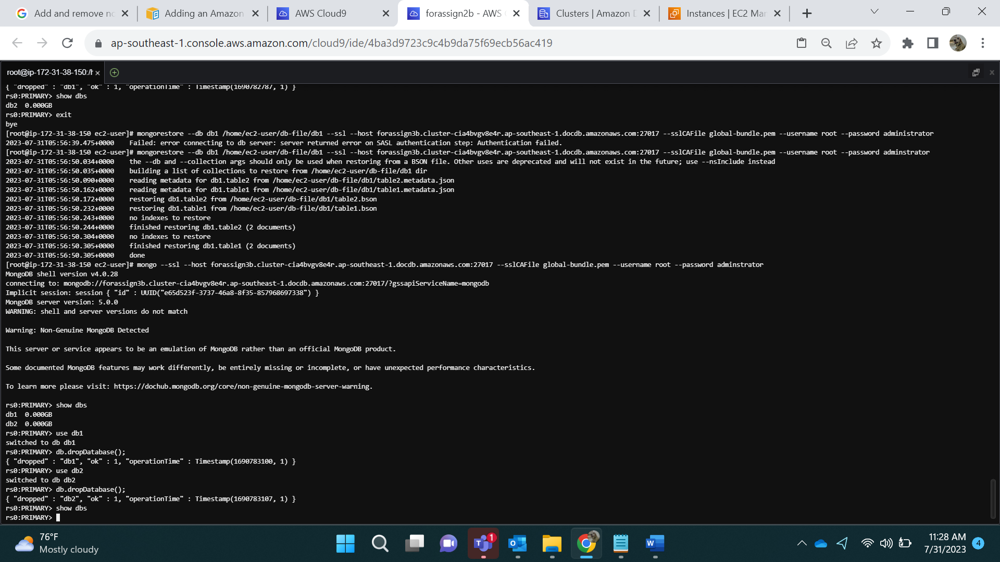 Add and remove no
Adding an Amazon
AWS Cloud9
forassign2b - AWS
Clusters | Amazon D
Instances | EC2 Man
ap-southeast-1.console.aws.amazon.com/cloud9/ide/4ba3d9723c9c4b9da75f69ecb56ac419
root@ip-172-31-38-150:/h
{ "dropped" : "db1", "ok" : 1, "operationTime" : Timestamp(1690782787, 1) }
rs0:PRIMARY> show dbs
db2  0.000GB
rs0:PRIMARY> exit
bye
[root@ip-172-31-38-150 ec2-user]# mongorestore --db db1 /home/ec2-user/db-file/db1 --ssl --host forassign3b.cluster-cia4bvgv8e4r.ap-southeast-1.docdb.amazonaws.com:27017 --sslCAFile global-bundle.pem --username root --password administrator
2023-07-31T05:56:39.475+0000    Failed: error connecting to db server: server returned error on SASL authentication step: Authentication failed.
[root@ip-172-31-38-150 ec2-user]# mongorestore --db db1 /home/ec2-user/db-file/db1 --ssl --host forassign3b.cluster-cia4bvgv8e4r.ap-southeast-1.docdb.amazonaws.com:27017 --sslCAFile global-bundle.pem --username root --password adminstrator
2023-07-31T05:56:50.034+0000    the --db and --collection args should only be used when restoring from a BSON file. Other uses are deprecated and will not exist in the future; use --nsInclude instead
2023-07-31T05:56:50.035+0000    building a list of collections to restore from /home/ec2-user/db-file/db1 dir
2023-07-31T05:56:50.090+0000    reading metadata for db1.table2 from /home/ec2-user/db-file/db1/table2.metadata.json
2023-07-31T05:56:50.162+0000    reading metadata for db1.table1 from /home/ec2-user/db-file/db1/table1.metadata.json
2023-07-31T05:56:50.172+0000    restoring db1.table2 from /home/ec2-user/db-file/db1/table2.bson
2023-07-31T05:56:50.232+0000    restoring db1.table1 from /home/ec2-user/db-file/db1/table1.bson
2023-07-31T05:56:50.243+0000    no indexes to restore
2023-07-31T05:56:50.244+0000    finished restoring db1.table2 (2 documents)
2023-07-31T05:56:50.304+0000    no indexes to restore
2023-07-31T05:56:50.305+0000    finished restoring db1.table1 (2 documents)
2023-07-31T05:56:50.305+0000    done
[root@ip-172-31-38-150 ec2-user]# mongo --ssl --host forassign3b.cluster-cia4bvgv8e4r.ap-southeast-1.docdb.amazonaws.com:27017 --sslCAFile global-bundle.pem --username root --password adminstrator
MongoDB shell version v4.0.28
connecting to: mongodb://forassign3b.cluster-cia4bvgv8e4r.ap-southeast-1.docdb.amazonaws.com:27017/?gssapiServiceName=mongodb
Implicit session: session { "id" : UUID("e65d523f-3737-46a8-8f35-857968697338") }
MongoDB server version: 5.0.0
WARNING: shell and server versions do not match
Warning: Non-Genuine MongoDB Detected
This server or service appears to be an emulation of MongoDB rather than an official MongoDB product.
Some documented MongoDB features may work differently, be entirely missing or incomplete, or have unexpected performance characteristics.
To learn more please visit: https://dochub.mongodb.org/core/non-genuine-mongodb-server-warning.
rs0:PRIMARY> show dbs
db1  0.000GB
db2  0.000GB
rs0:PRIMARY> use db1
switched to db db1
rs0:PRIMARY> db.dropDatabase();
{ "dropped" : "db1", "ok" : 1, "operationTime" : Timestamp(1690783100, 1) }
rs0:PRIMARY> use db2
switched to db db2
rs0:PRIMARY> db.dropDatabase();
{ "dropped" : "db2", "ok" : 1, "operationTime" : Timestamp(1690783107, 1) }
rs0:PRIMARY> show dbs
rs0:PRIMARY>
76°F
Mostly cloudy
1
11:28 AM
7/31/2023
4